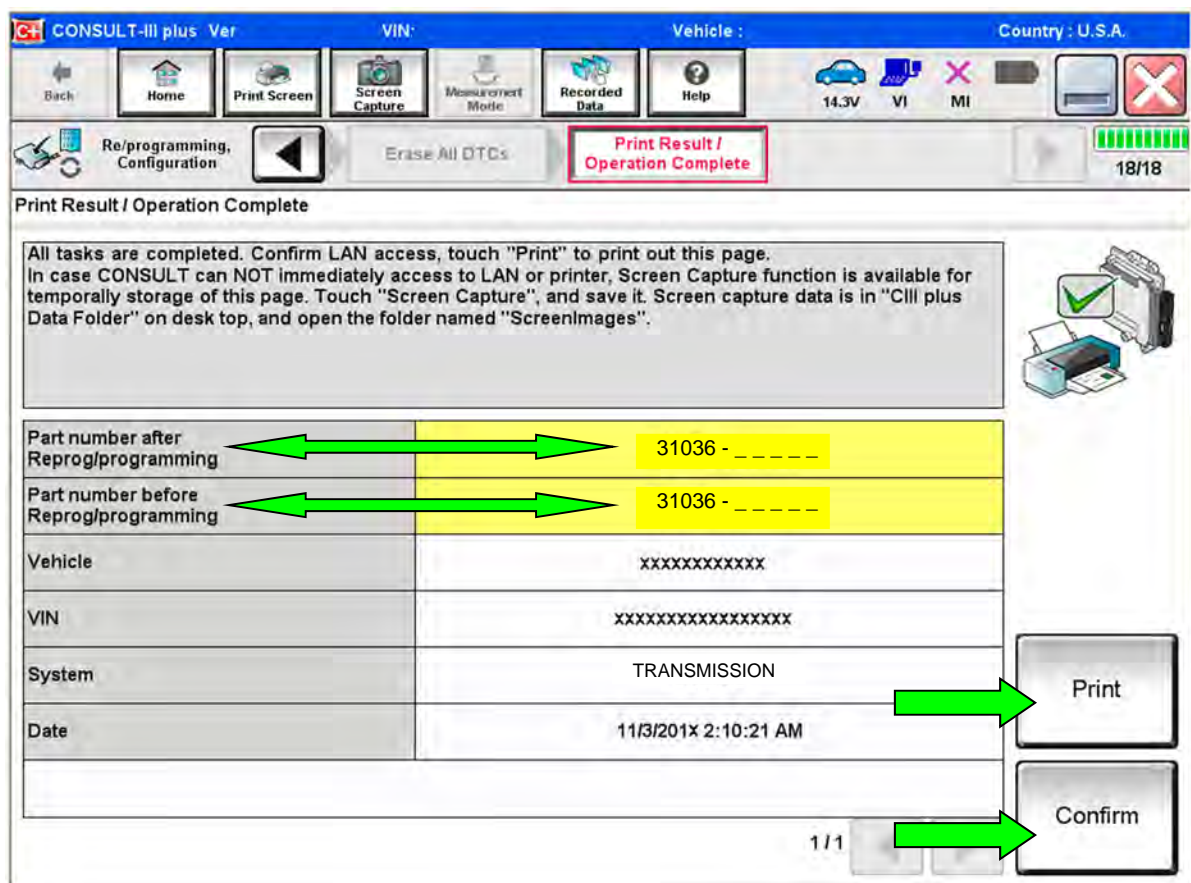 C+ CONSULT-III plus Ver VIN: Vehicle : Country : U.S.A.
Back Home Print Screen Screen Capture Measurement Mode Recorded Data Help 14.3V VI MI
Re/programming, Configuration Erase All DTCs Print Result / Operation Complete 18/18
Print Result / Operation Complete
All tasks are completed. Confirm LAN access, touch "Print" to print out this page.
In case CONSULT can NOT immediately access to LAN or printer, Screen Capture function is available for
temporally storage of this page. Touch "Screen Capture", and save it. Screen capture data is in "CIII plus
Data Folder" on desk top, and open the folder named "ScreenImages".
Part number after
Reprog/programming
31036 - _ _ _ _ _
Part number before
Reprog/programming
31036 - _ _ _ _ _
Vehicle xxxxxxxxxxxx
VIN xxxxxxxxxxxxxxxxx
System TRANSMISSION
Date 11/3/201X 2:10:21 AM
Print
Confirm
1/1